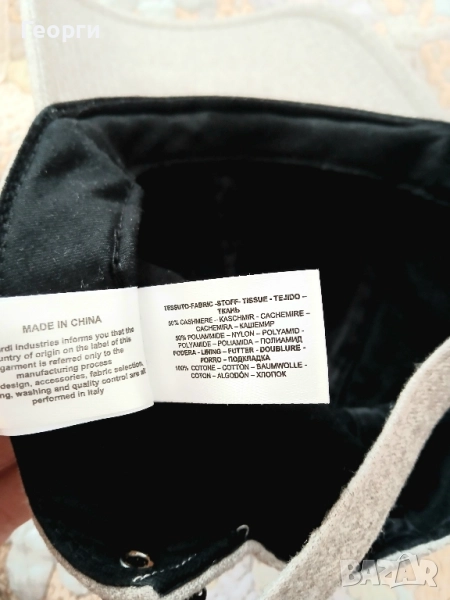 Георги
MADE IN CHINA
rdi Industries informs you that the
untry of origin on the label of this
garment is referred only to the
manufacturing process
design, accessories, fabric selection,
ng, washing and quality control are all
performed in Italy
TESSUTO-FABRIC -STOFF- TISSUE - TEJIDO –
ТКАНЬ
50% CASHMERE – KASCHMIR - CACHEMIRE –
CACHEMIRA – КАШЕМИР
50% POLIAMMIDE – NYLON – POLYAMID -
POLYAMIDE - POLIAMIDA – ПОЛИАМИД
FODERA - LINING – FUTTER – DOUBLURE -
FORRO – ПОДКЛАДКА
100% COTONE – COTTON – BAUMWOLLE -
COTON – ALGODÓN – ХЛОПОК
BAZAR